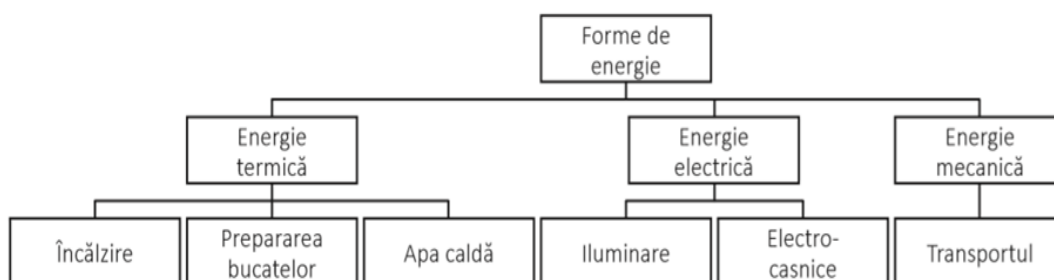 Forme de
energie
Energie
termică
Energie
electrică
Energie
mecanică
Încălzire
Prepararea
bucatelor
Apa caldă
Iluminare
Electro-
casnice
Transportul